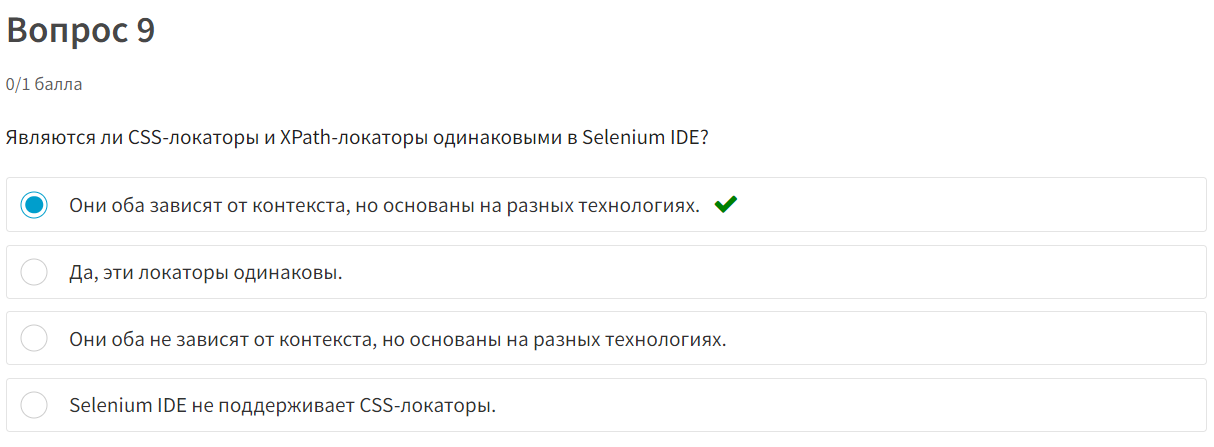 Вопрос 9
0/1 балла
Являются ли CSS-локаторы и XPath-локаторы одинаковыми в Selenium IDE?
Они оба зависят от контекста, но основаны на разных технологиях.
Да, эти локаторы одинаковы.
Они оба не зависят от контекста, но основаны на разных технологиях.
Selenium IDE не поддерживает CSS-локаторы.